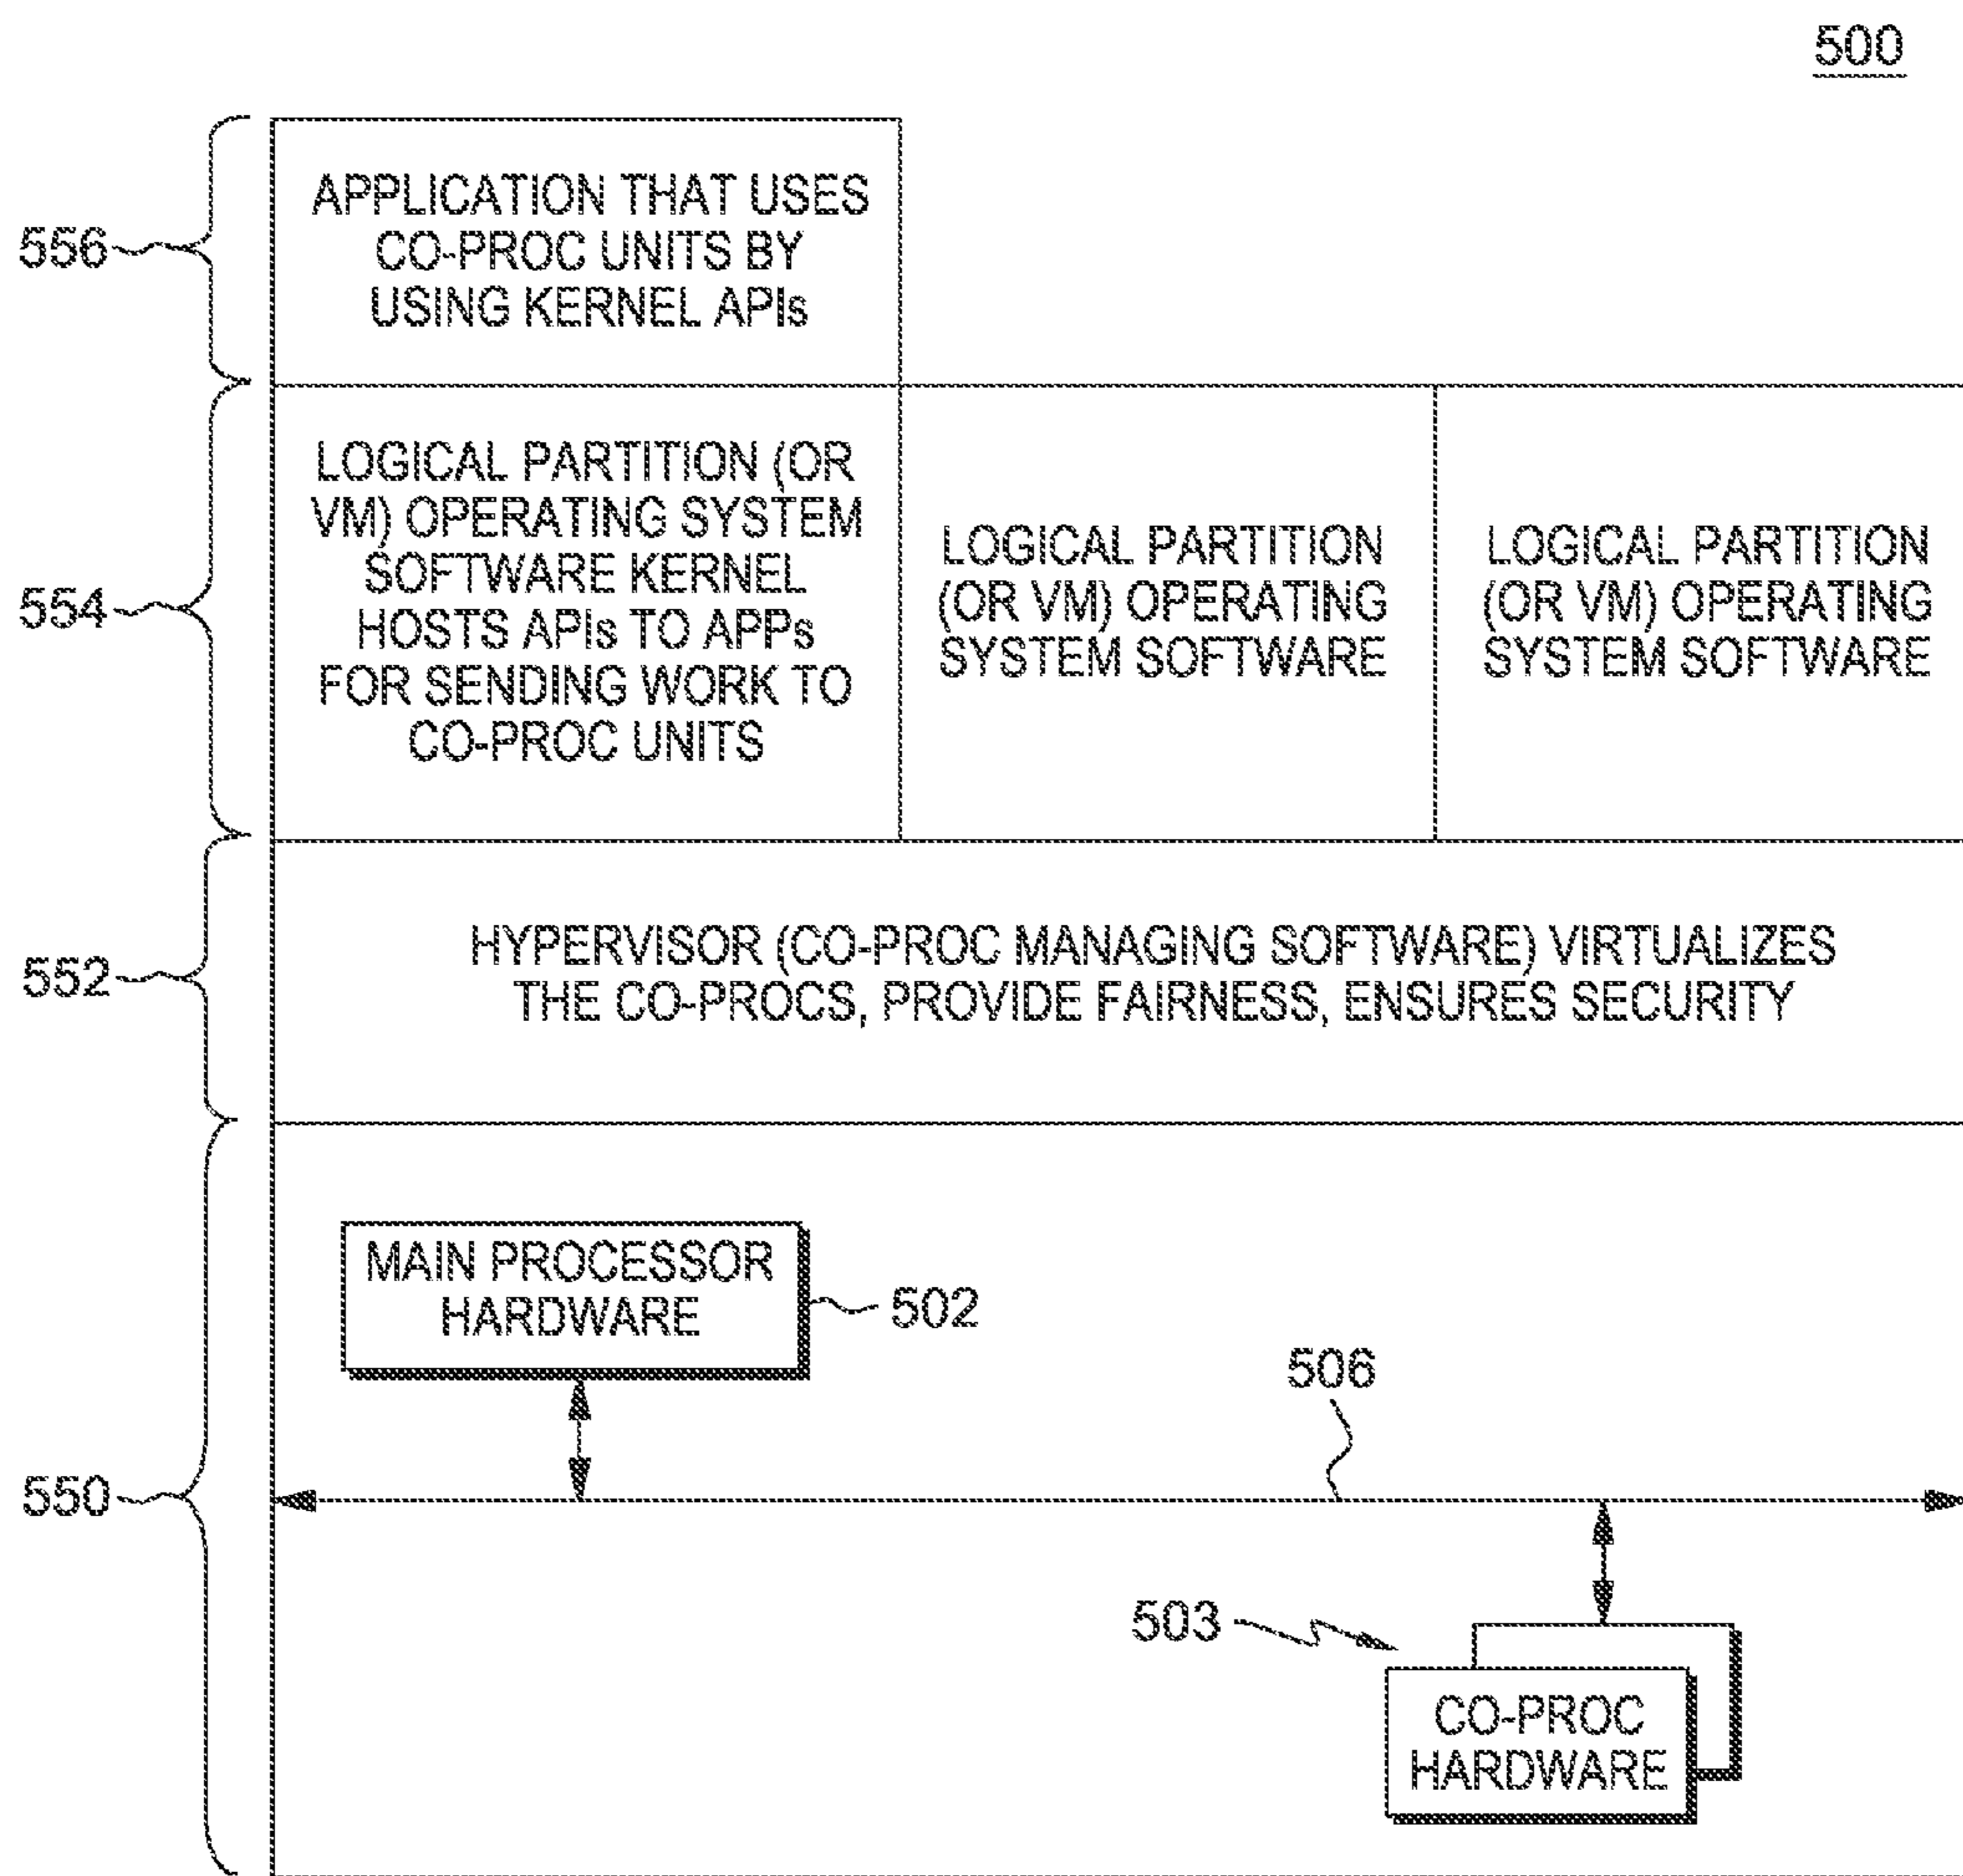 500
556
APPLICATION THAT USES
CO-PROC UNITS BY
USING KERNEL APIs
554
LOGICAL PARTITION (OR
VM) OPERATING SYSTEM
SOFTWARE KERNEL
HOSTS APIs TO APPs
FOR SENDING WORK TO
CO-PROC UNITS
LOGICAL PARTITION
(OR VM) OPERATING
SYSTEM SOFTWARE
LOGICAL PARTITION
(OR VM) OPERATING
SYSTEM SOFTWARE
552
HYPERVISOR (CO-PROC MANAGING SOFTWARE) VIRTUALIZES
THE CO-PROCS, PROVIDE FAIRNESS, ENSURES SECURITY
550
MAIN PROCESSOR
HARDWARE
502
506
503
CO-PROC
HARDWARE